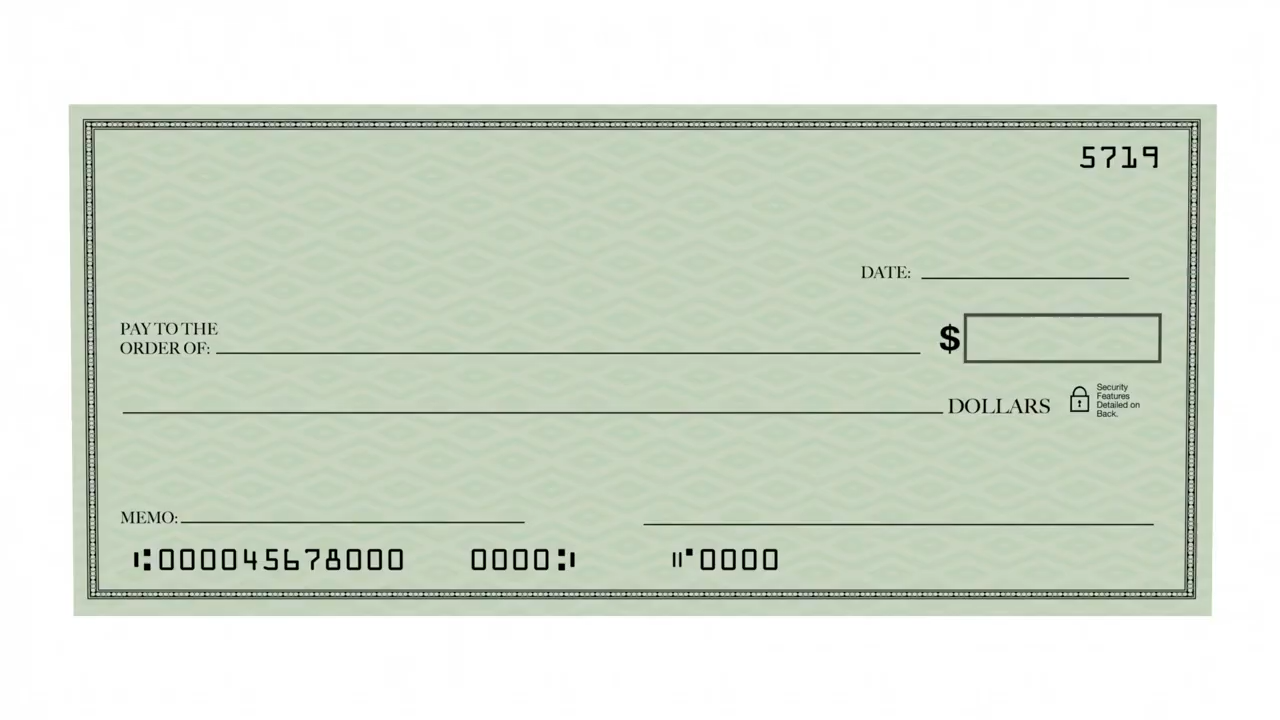 5719
DATE:
PAY TO THE
ORDER OF:
$
DOLLARS
Security
Features
Detailed on
Back.
MEMO:
⑆000045678000 0000⑆ ⑈0000